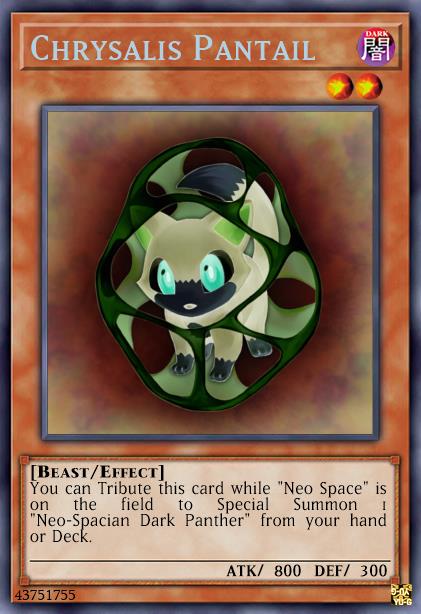 Chrysalis Pantail
DARK
闇
[Beast/Effect]
You can Tribute this card while "Neo Space" is
on the field to Special Summon 1
"Neo-Spacian Dark Panther" from your hand
or Deck.
ATK/ 800 DEF/ 300
43751755